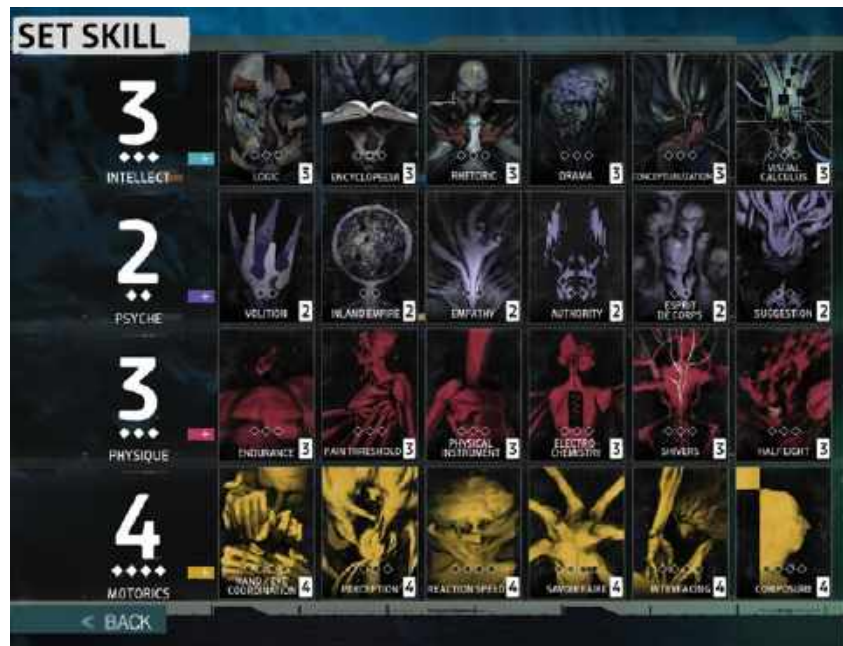 SET SKILL
3
INTELLECT
LOGIC 3
ENCYCLOPEDIA 3
RHETORIC 3
DRAMA 3
CONCEPTUALIZATION 3
VISUAL
CALCULUS 3
2
PSYCHE
VOLITION 2
INLAND EMPIRE 2
EMPATHY 2
AUTHORITY 2
ESPRIT
DE CORPS 2
SUGGESTION 2
3
PHYSIQUE
ENDURANCE 3
PAIN THRESHOLD 3
PHYSICAL
INSTRUMENT 3
ELECTRO
CHEMISTRY 3
SHIVERS 3
HALF LIGHT 3
4
MOTORICS
HAND / EYE
COORDINATION 4
PERCEPTION 4
REACTION SPEED 4
SAVOIR FAIRE 4
INTERFACING 4
COMPOSURE 4
< BACK